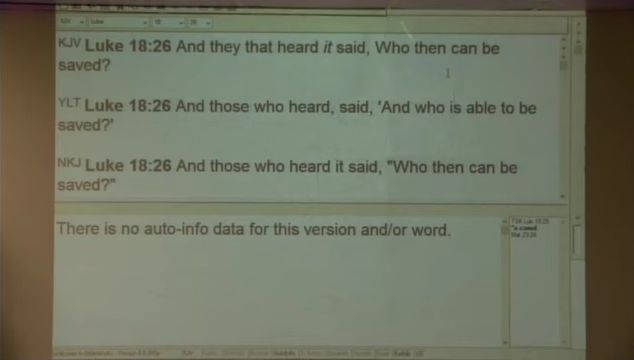 KJV Luke 18:26 And they that heard it said, Who then can be
saved?
YLT Luke 18:26 And those who heard, said, 'And who is able to be
saved?'
NKJ Luke 18:26 And those who heard it said, "Who then can be
saved?"
There is no auto-info data for this version and/or word.